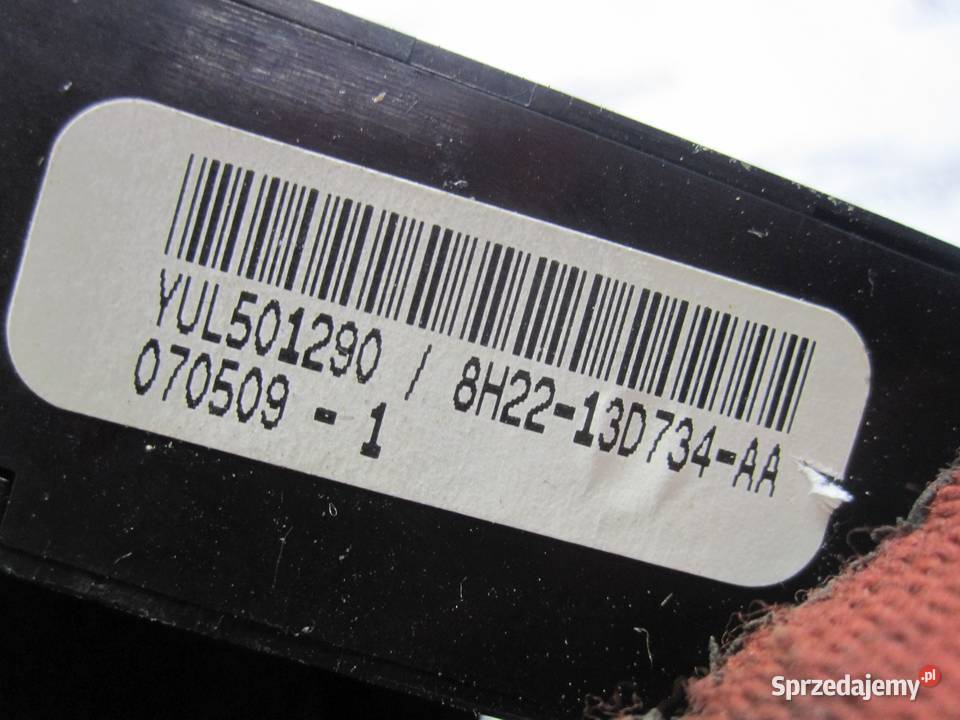 YUL501290 / 8H22-13D734-AA
070509 - 1
Sprzedajemy.pl